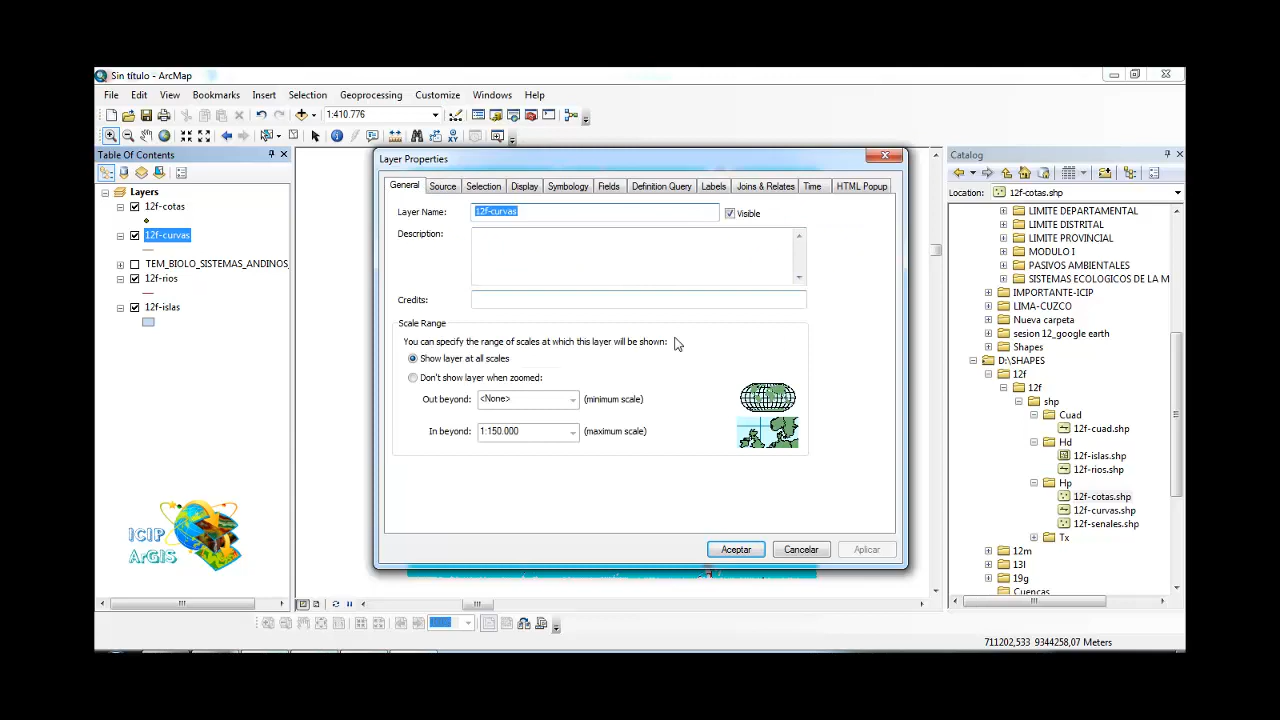 Sin título - ArcMap
File Edit View Bookmarks Insert Selection Geoprocessing Customize Windows Help
1:410.776
Table Of Contents
Layers
12f-cotas
12f-curvas
TEM_BIOLO_SISTEMAS_ANDINOS_
12f-rios
12f-islas
ICIP
ArGIS
Layer Properties
General Source Selection Display Symbology Fields Definition Query Labels Joins & Relates Time HTML Popup
Layer Name: 12f-curvas Visible
Description:
Credits:
Scale Range
You can specify the range of scales at which this layer will be shown:
Show layer at all scales
Don't show layer when zoomed:
Out beyond: <None> (minimum scale)
In beyond: 1:150.000 (maximum scale)
Aceptar Cancelar Aplicar
Catalog
Location: 12f-cotas.shp
LIMITE DEPARTAMENTAL
LIMITE DISTRITAL
LIMITE PROVINCIAL
MODULO I
PASIVOS AMBIENTALES
SISTEMAS ECOLOGICOS DE LA M
IMPORTANTE-ICIP
LIMA-CUZCO
Nueva carpeta
sesion 12_google earth
Shapes
D:\SHAPES
12f
12f
shp
Cuad
12f-cuad.shp
Hd
12f-islas.shp
12f-rios.shp
Hp
12f-cotas.shp
12f-curvas.shp
12f-senales.shp
Tx
12m
13l
19g
Cuencas
711202,533 9344258,07 Meters